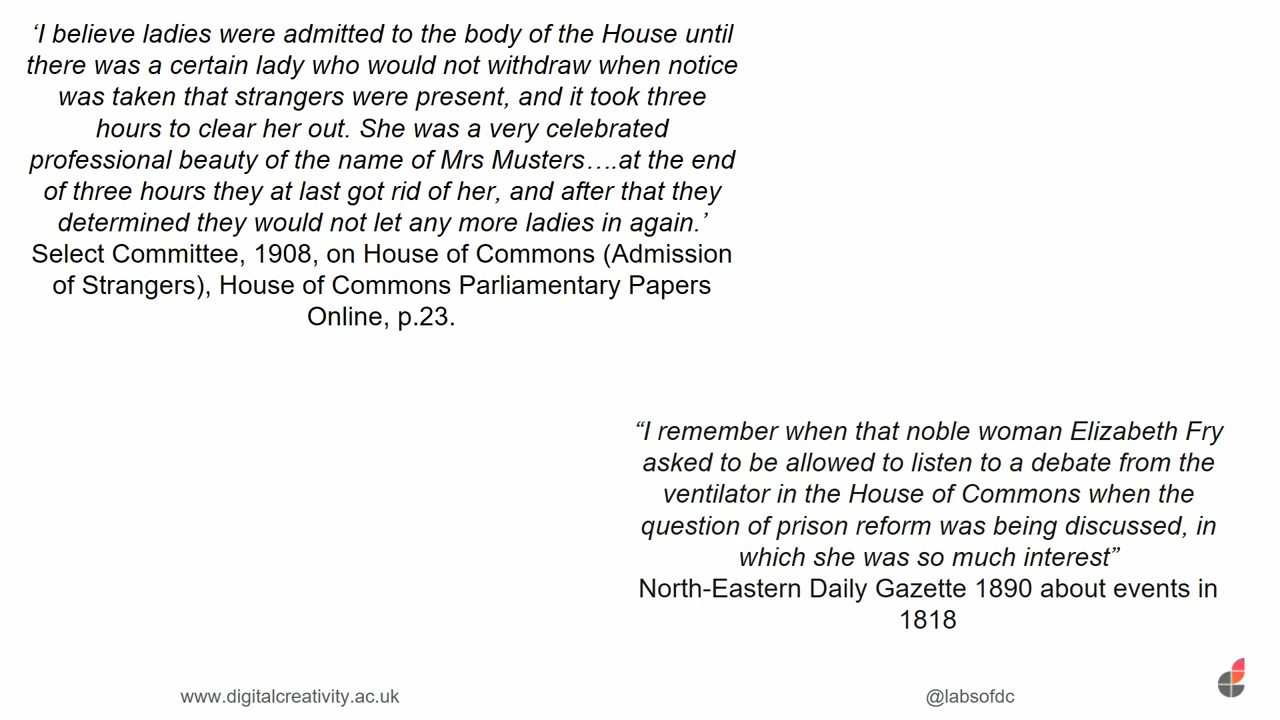 ‘I believe ladies were admitted to the body of the House until
there was a certain lady who would not withdraw when notice
was taken that strangers were present, and it took three
hours to clear her out. She was a very celebrated
professional beauty of the name of Mrs Musters….at the end
of three hours they at last got rid of her, and after that they
determined they would not let any more ladies in again.’
Select Committee, 1908, on House of Commons (Admission
of Strangers), House of Commons Parliamentary Papers
Online, p.23.
“I remember when that noble woman Elizabeth Fry
asked to be allowed to listen to a debate from the
ventilator in the House of Commons when the
question of prison reform was being discussed, in
which she was so much interest”
North-Eastern Daily Gazette 1890 about events in
1818
www.digitalcreativity.ac.uk
@labsofdc